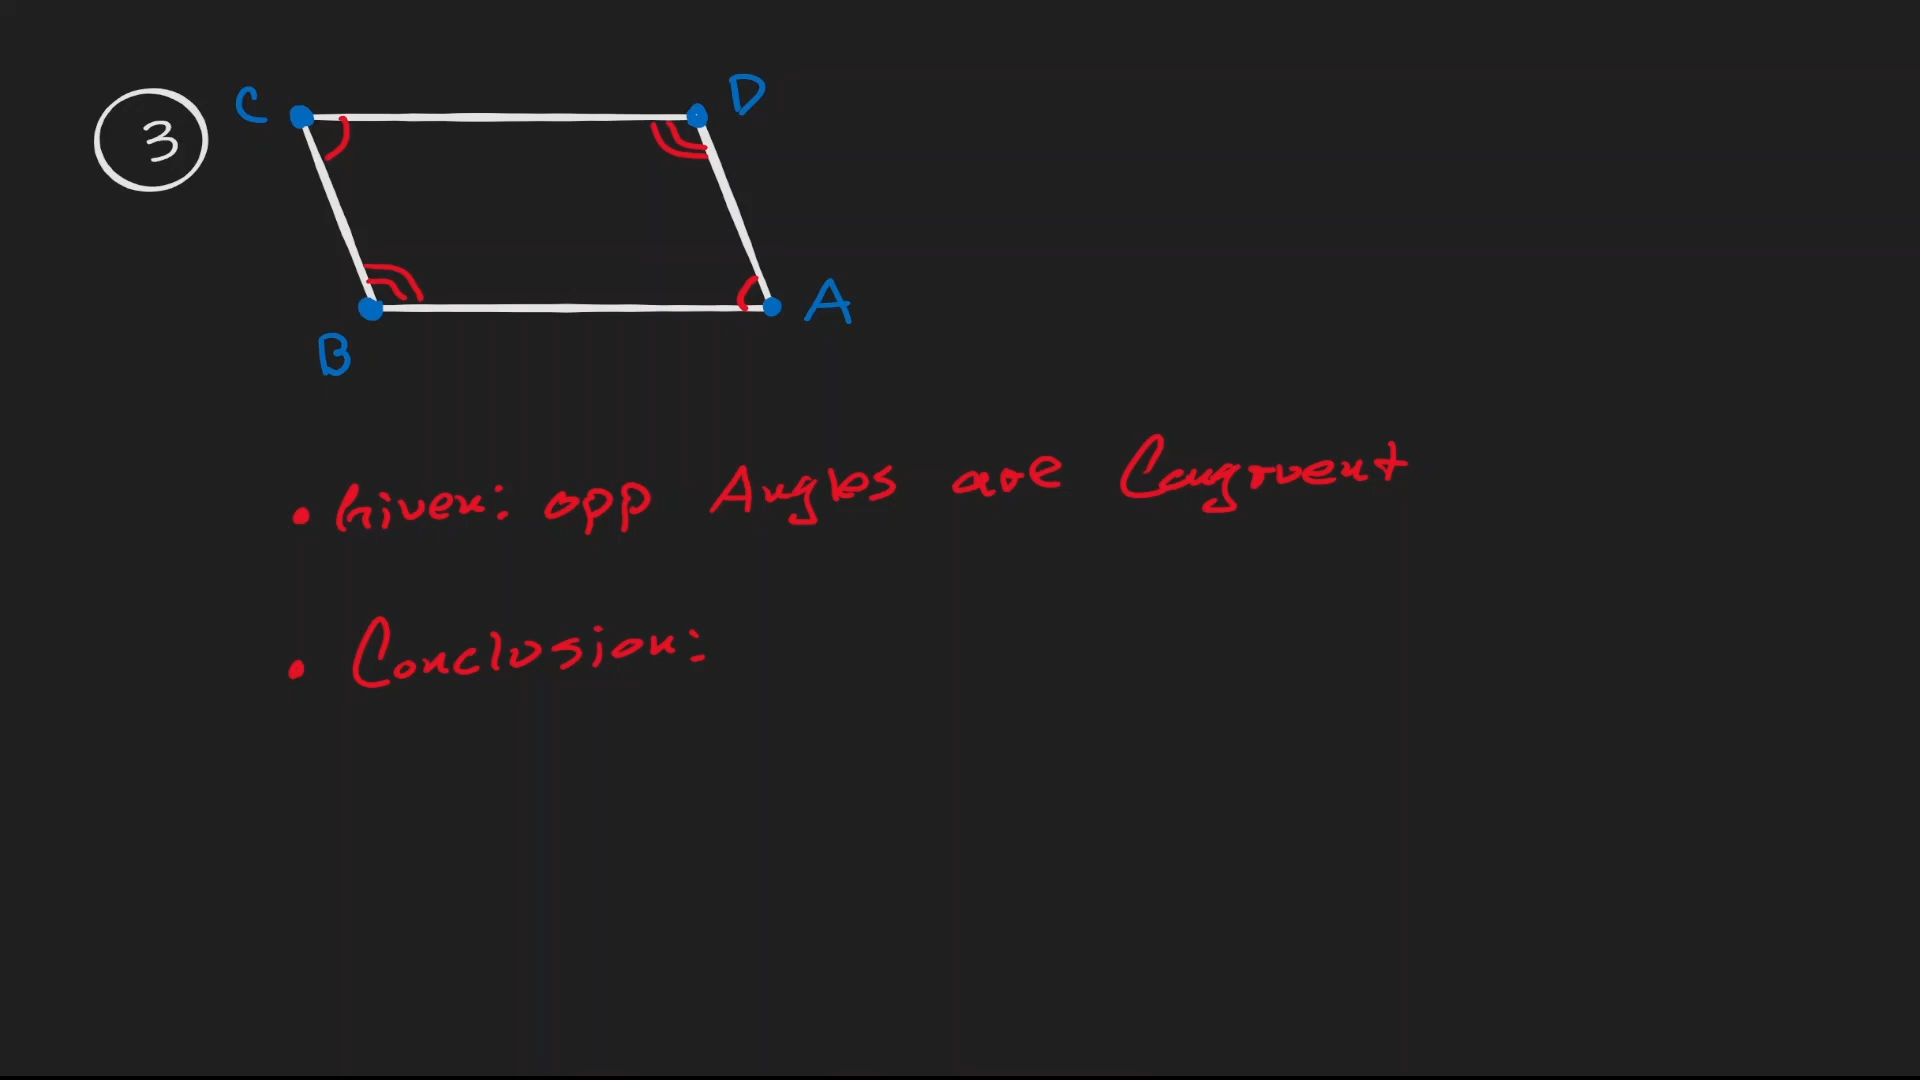 3
C
D
A
B
• Given: opp Angles are Congruent
• Conclusion: